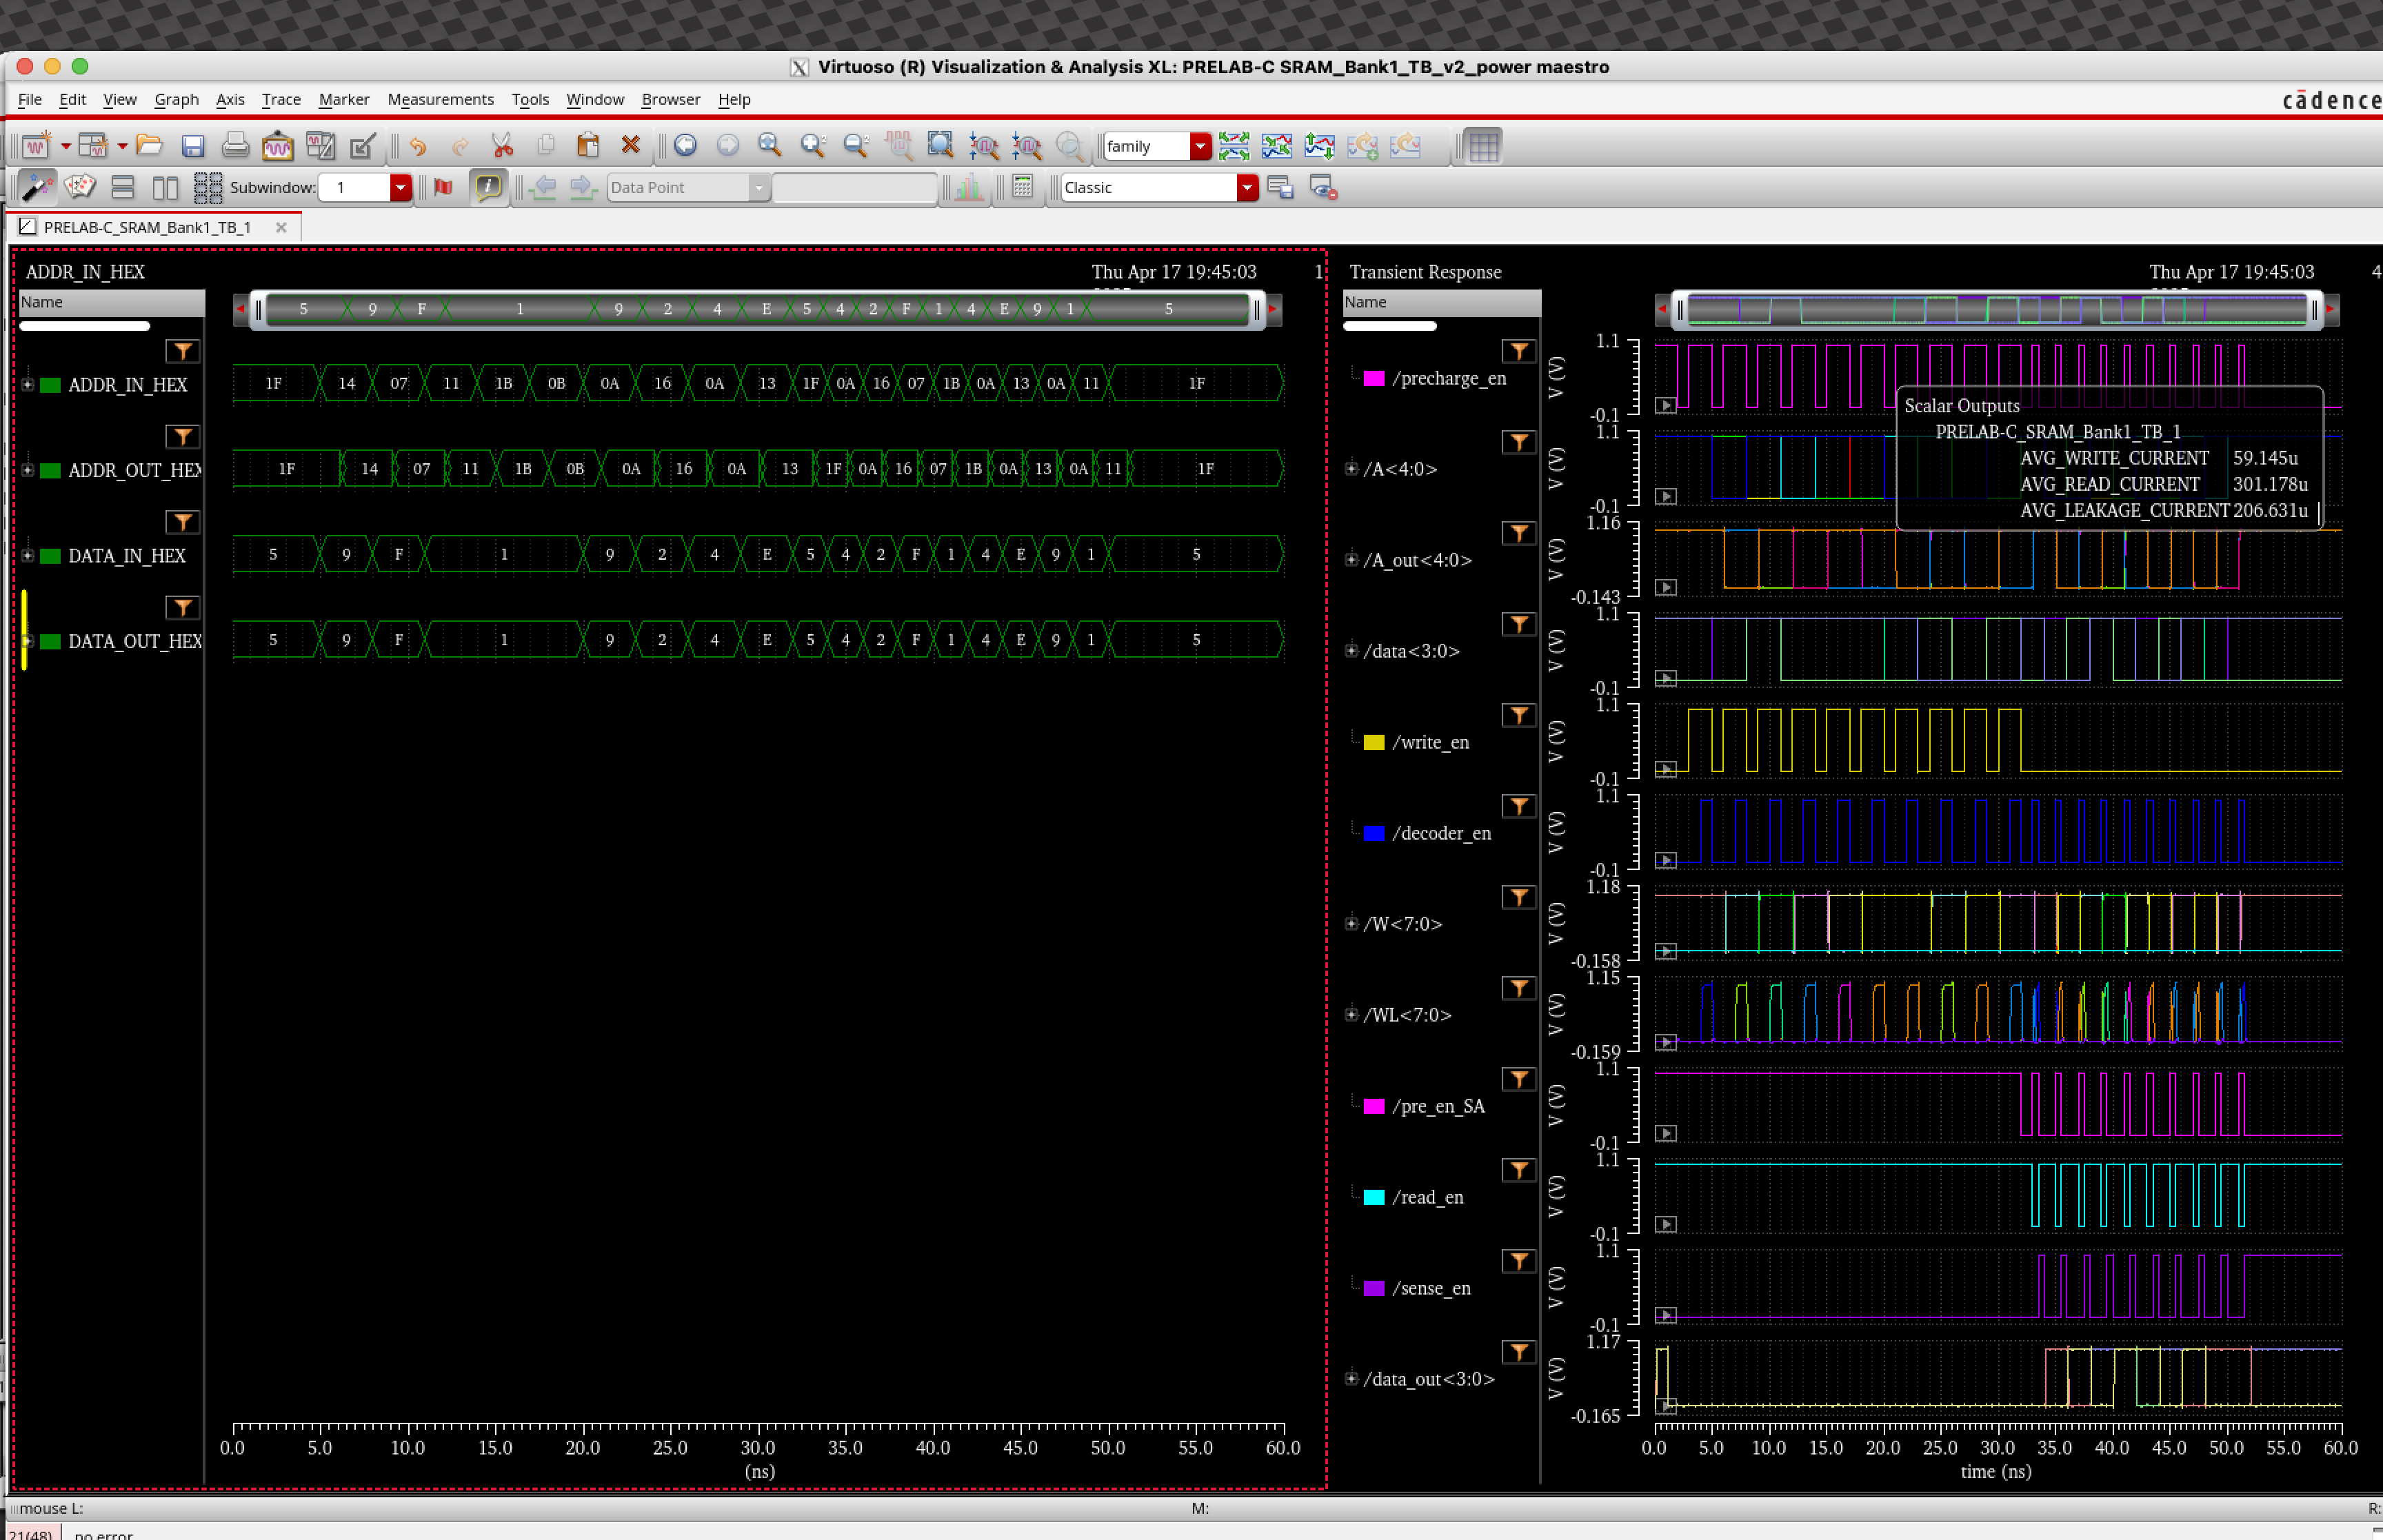 Virtuoso (R) Visualization & Analysis XL: PRELAB-C SRAM_Bank1_TB_v2_power maestro
File Edit View Graph Axis Trace Marker Measurements Tools Window Browser Help
cādence
family
Subwindow: 1
Data Point
Classic
PRELAB-C_SRAM_Bank1_TB_1
ADDR_IN_HEX
Thu Apr 17 19:45:03
1
Name
5 9 F 1 9 2 4 E 5 4 2 F 1 4 E 9 1 5
ADDR_IN_HEX
1F 14 07 11 1B 0B 0A 16 0A 13 1F 0A 16 07 1B 0A 13 0A 11 1F
ADDR_OUT_HEX
1F 14 07 11 1B 0B 0A 16 0A 13 1F 0A 16 07 1B 0A 13 0A 11 1F
DATA_IN_HEX
5 9 F 1 9 2 4 E 5 4 2 F 1 4 E 9 1 5
DATA_OUT_HEX
5 9 F 1 9 2 4 E 5 4 2 F 1 4 E 9 1 5
0.0 5.0 10.0 15.0 20.0 25.0 30.0 35.0 40.0 45.0 50.0 55.0 60.0
(ns)
Transient Response
Thu Apr 17 19:45:03
4
Name
/precharge_en
V (V)
1.1
-0.1
Scalar Outputs
PRELAB-C_SRAM_Bank1_TB_1
AVG_WRITE_CURRENT 59.145u
AVG_READ_CURRENT 301.178u
AVG_LEAKAGE_CURRENT 206.631u
/A<4:0>
V (V)
1.1
-0.1
/A_out<4:0>
V (V)
1.16
-0.143
/data<3:0>
V (V)
1.1
-0.1
/write_en
V (V)
1.1
-0.1
/decoder_en
V (V)
1.1
-0.1
/W<7:0>
V (V)
1.18
-0.158
/WL<7:0>
V (V)
1.15
-0.159
/pre_en_SA
V (V)
1.1
-0.1
/read_en
V (V)
1.1
-0.1
/sense_en
V (V)
1.1
-0.1
/data_out<3:0>
V (V)
1.17
-0.165
0.0 5.0 10.0 15.0 20.0 25.0 30.0 35.0 40.0 45.0 50.0 55.0 60.0
time (ns)
mouse L:
M:
R:
21(48)
no error